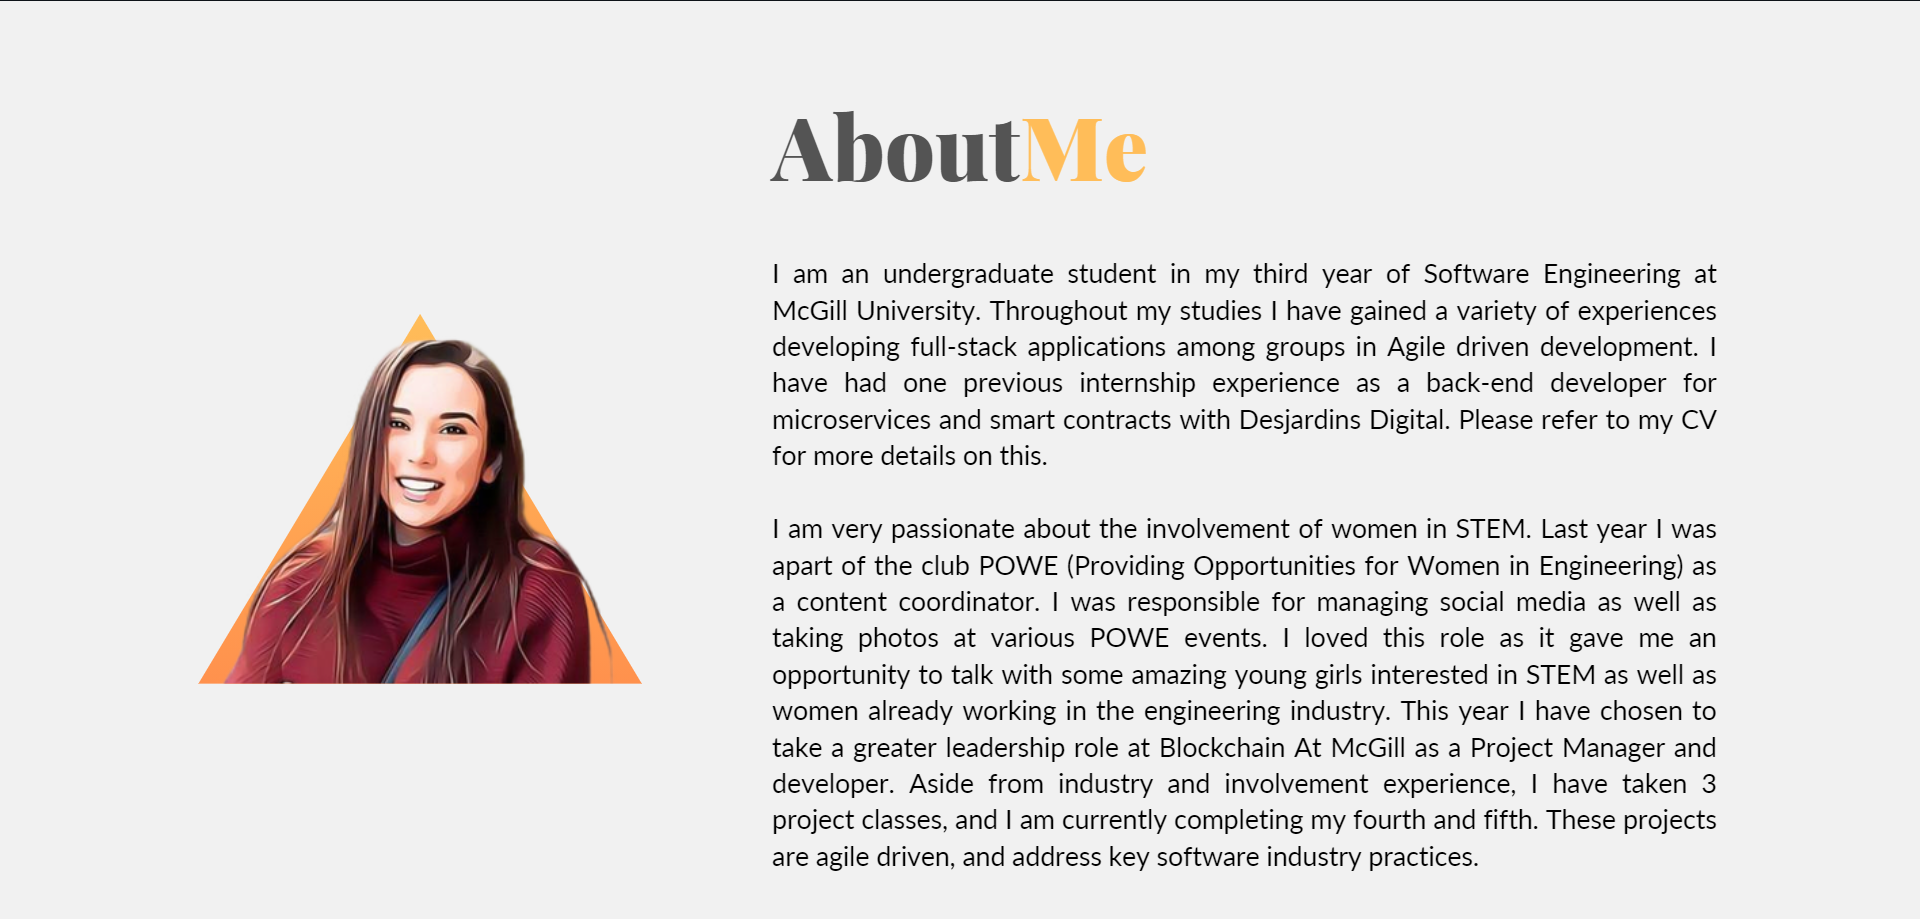 AboutMe
I am an undergraduate student in my third year of Software Engineering at
McGill University. Throughout my studies I have gained a variety of experiences
developing full-stack applications among groups in Agile driven development. I
have had one previous internship experience as a back-end developer for
microservices and smart contracts with Desjardins Digital. Please refer to my CV
for more details on this.
I am very passionate about the involvement of women in STEM. Last year I was
apart of the club POWE (Providing Opportunities for Women in Engineering) as
a content coordinator. I was responsible for managing social media as well as
taking photos at various POWE events. I loved this role as it gave me an
opportunity to talk with some amazing young girls interested in STEM as well as
women already working in the engineering industry. This year I have chosen to
take a greater leadership role at Blockchain At McGill as a Project Manager and
developer. Aside from industry and involvement experience, I have taken 3
project classes, and I am currently completing my fourth and fifth. These projects
are agile driven, and address key software industry practices.